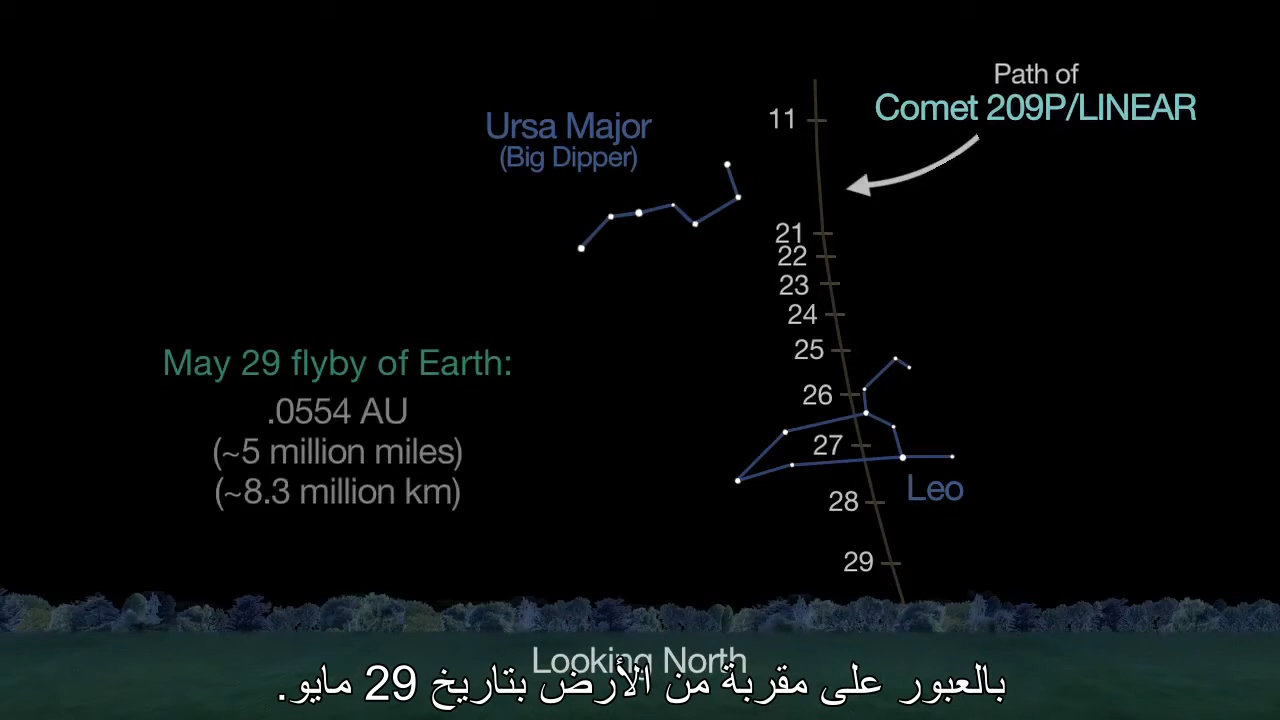 Path of
Comet 209P/LINEAR
Ursa Major
(Big Dipper)
11
21
22
23
24
25
26
27
28
29
May 29 flyby of Earth:
.0554 AU
(~5 million miles)
(~8.3 million km)
Leo
Looking North
بالعبور على مقربة من الأرض بتاريخ 29 مايو.